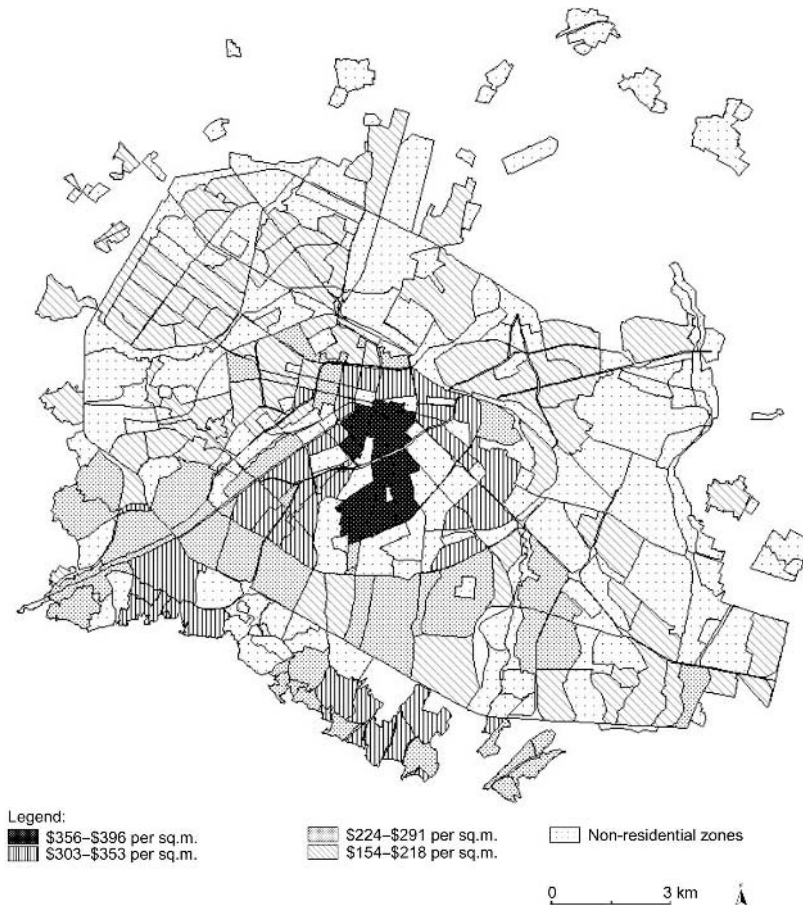 Legend:
$356–$396 per sq.m.
$303–$353 per sq.m.
$224–$291 per sq.m.
$154–$218 per sq.m.
Non-residential zones
0 3 km